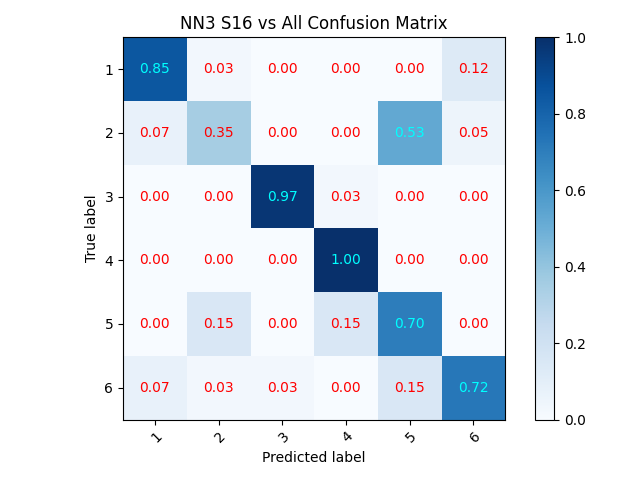 NN3 S16 vs All Confusion Matrix
1 0.85 0.03 0.00 0.00 0.00 0.12
2 0.07 0.35 0.00 0.00 0.53 0.05
3 0.00 0.00 0.97 0.03 0.00 0.00
4 0.00 0.00 0.00 1.00 0.00 0.00
5 0.00 0.15 0.00 0.15 0.70 0.00
6 0.07 0.03 0.03 0.00 0.15 0.72
1 2 3 4 5 6
Predicted label
True label
1.0
0.8
0.6
0.4
0.2
0.0